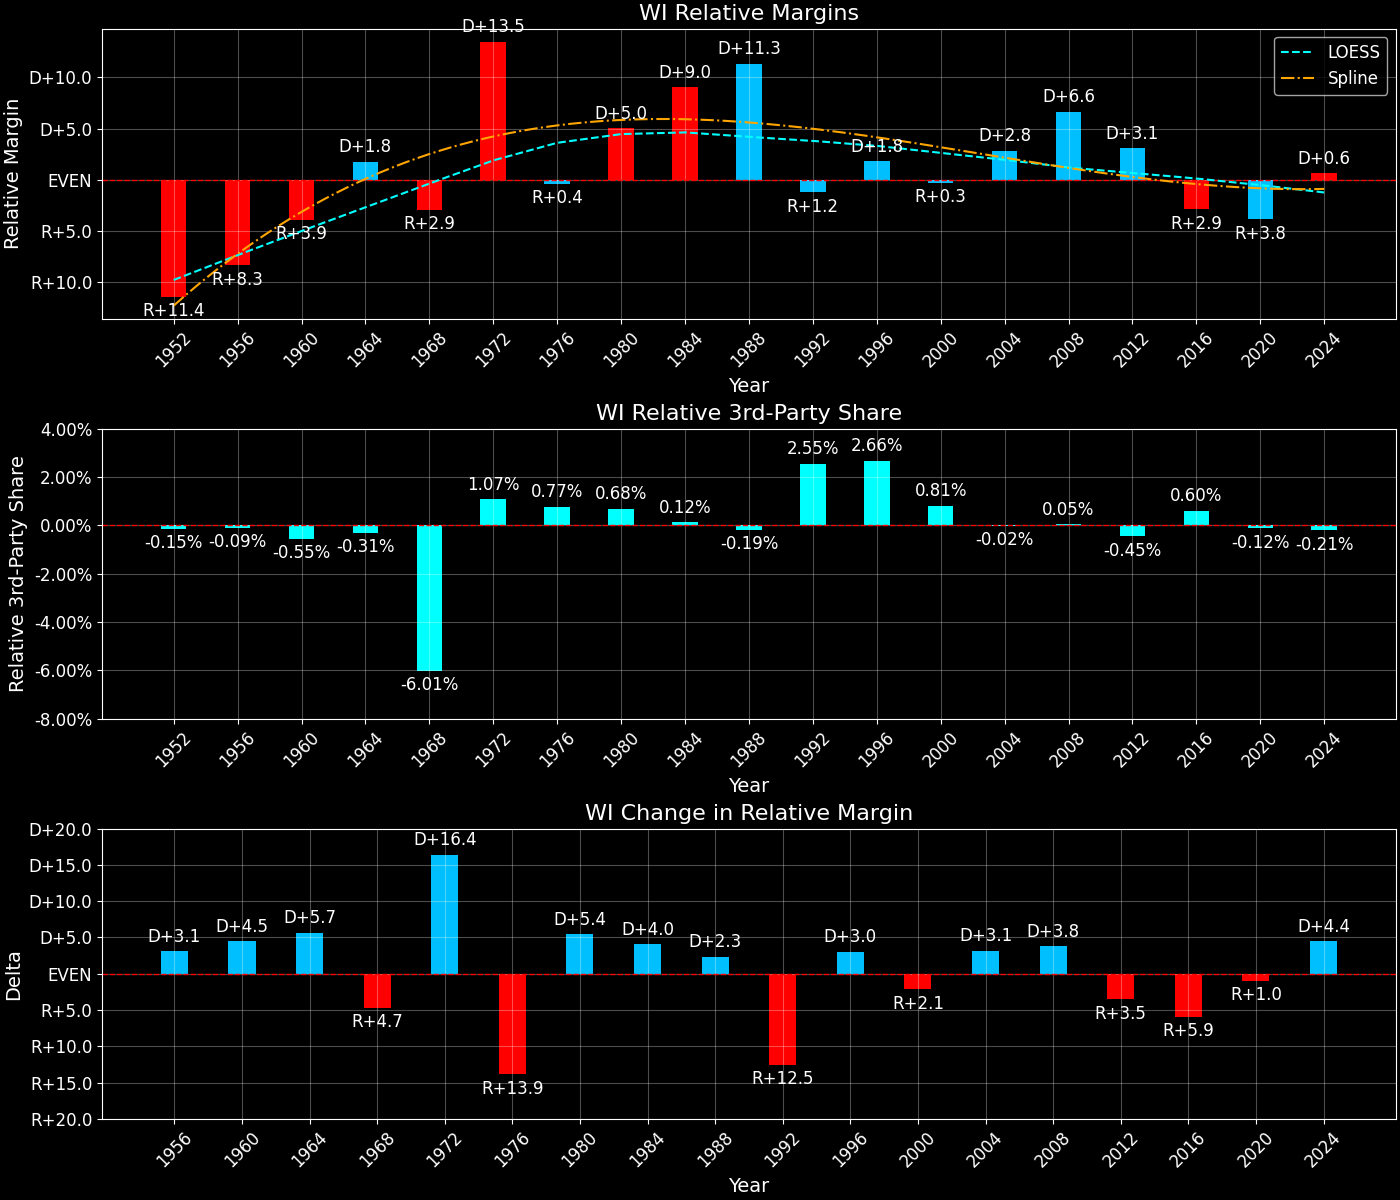 WI Relative Margins
Relative Margin
D+10.0
D+5.0
EVEN
R+5.0
R+10.0
R+11.4
R+8.3
R+3.9
D+1.8
R+2.9
D+13.5
R+0.4
D+5.0
D+9.0
D+11.3
R+1.2
D+1.8
R+0.3
D+2.8
D+6.6
D+3.1
R+2.9
R+3.8
D+0.6
LOESS
Spline
1952 1956 1960 1964 1968 1972 1976 1980 1984 1988 1992 1996 2000 2004 2008 2012 2016 2020 2024
Year
WI Relative 3rd-Party Share
Relative 3rd-Party Share
4.00%
2.00%
0.00%
-2.00%
-4.00%
-6.00%
-8.00%
-0.15%
-0.09%
-0.55%
-0.31%
-6.01%
1.07%
0.77%
0.68%
0.12%
-0.19%
2.55%
2.66%
0.81%
-0.02%
0.05%
-0.45%
0.60%
-0.12%
-0.21%
1952 1956 1960 1964 1968 1972 1976 1980 1984 1988 1992 1996 2000 2004 2008 2012 2016 2020 2024
Year
WI Change in Relative Margin
Delta
D+20.0
D+15.0
D+10.0
D+5.0
EVEN
R+5.0
R+10.0
R+15.0
R+20.0
D+3.1
D+4.5
D+5.7
R+4.7
D+16.4
R+13.9
D+5.4
D+4.0
D+2.3
R+12.5
D+3.0
R+2.1
D+3.1
D+3.8
R+3.5
R+5.9
R+1.0
D+4.4
1956 1960 1964 1968 1972 1976 1980 1984 1988 1992 1996 2000 2004 2008 2012 2016 2020 2024
Year